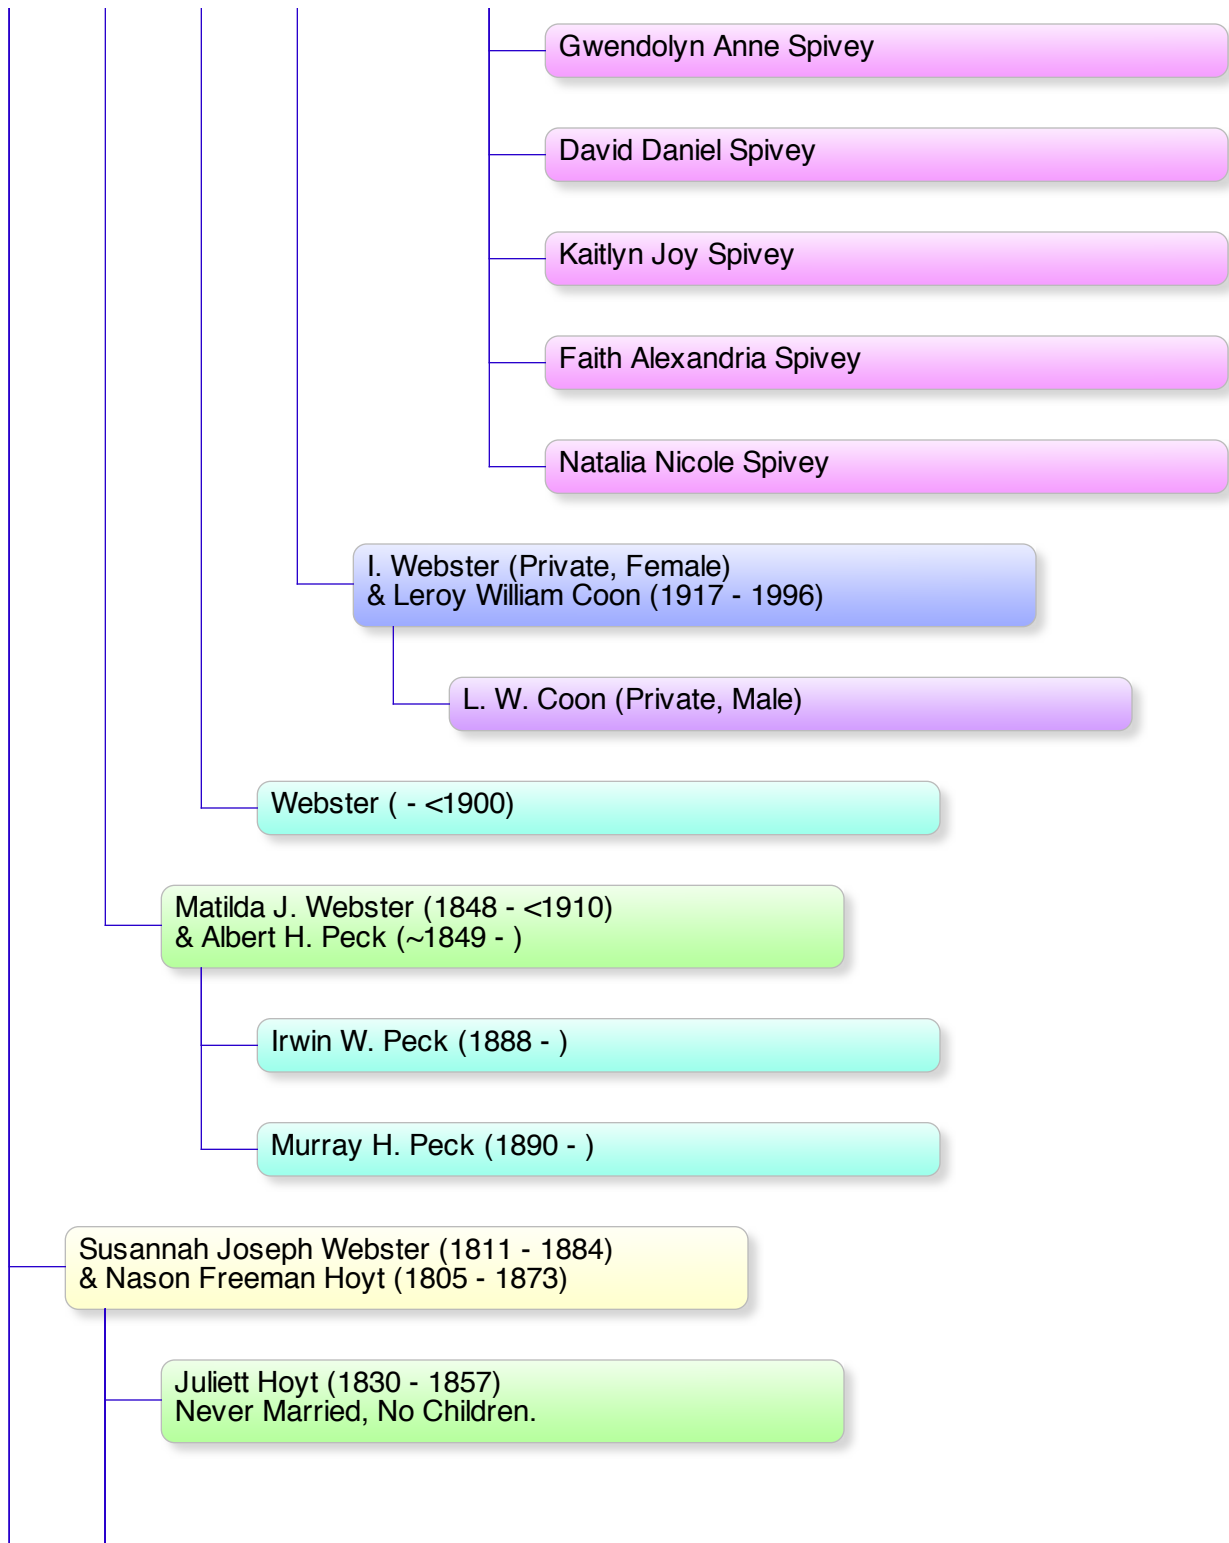 Gwendolyn Anne Spivey
David Daniel Spivey
Kaitlyn Joy Spivey
Faith Alexandria Spivey
Natalia Nicole Spivey
I. Webster (Private, Female)
& Leroy William Coon (1917 - 1996)
L. W. Coon (Private, Male)
Webster ( - <1900)
Matilda J. Webster (1848 - <1910)
& Albert H. Peck (~1849 - )
Irwin W. Peck (1888 - )
Murray H. Peck (1890 - )
Susannah Joseph Webster (1811 - 1884)
& Nason Freeman Hoyt (1805 - 1873)
Juliett Hoyt (1830 - 1857)
Never Married, No Children.